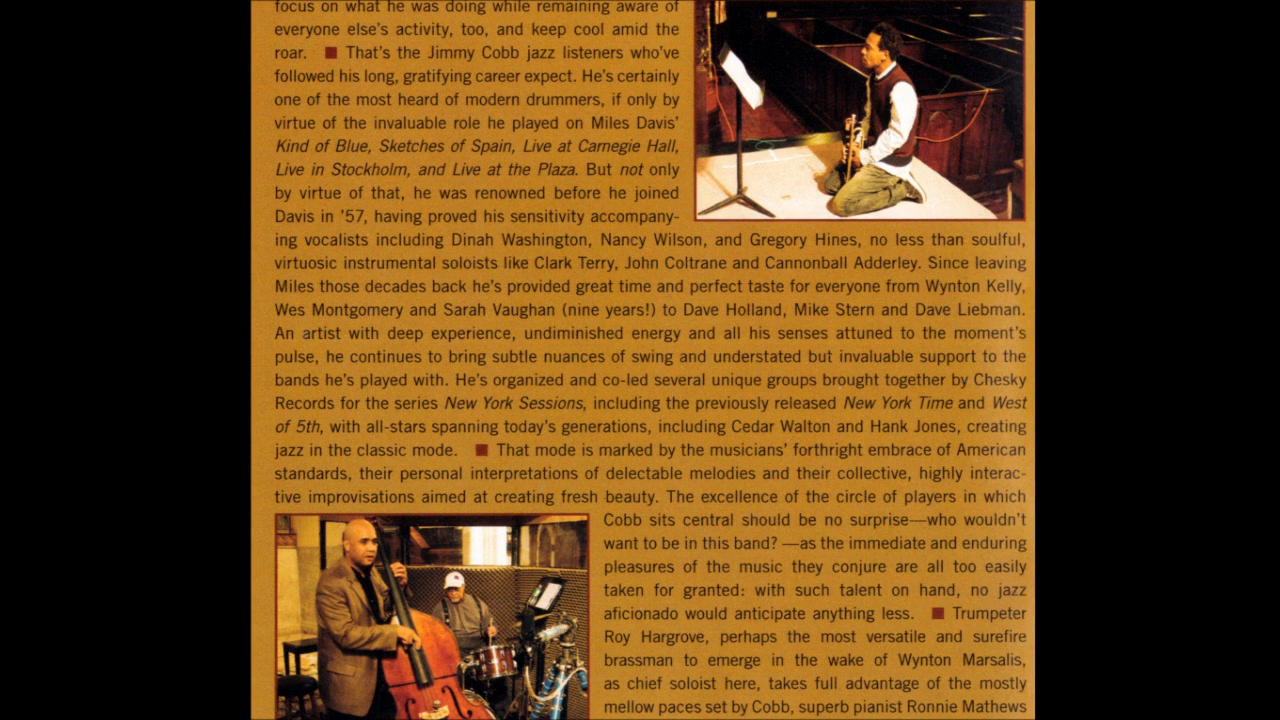 focus on what he was doing while remaining aware of
everyone else's activity, too, and keep cool amid the
roar. ■ That's the Jimmy Cobb jazz listeners who've
followed his long, gratifying career expect. He's certainly
one of the most heard of modern drummers, if only by
virtue of the invaluable role he played on Miles Davis'
Kind of Blue, Sketches of Spain, Live at Carnegie Hall,
Live in Stockholm, and Live at the Plaza. But not only
by virtue of that, he was renowned before he joined
Davis in '57, having proved his sensitivity accompany-
ing vocalists including Dinah Washington, Nancy Wilson, and Gregory Hines, no less than soulful,
virtuosic instrumental soloists like Clark Terry, John Coltrane and Cannonball Adderley. Since leaving
Miles those decades back he's provided great time and perfect taste for everyone from Wynton Kelly,
Wes Montgomery and Sarah Vaughan (nine years!) to Dave Holland, Mike Stern and Dave Liebman.
An artist with deep experience, undiminished energy and all his senses attuned to the moment's
pulse, he continues to bring subtle nuances of swing and understated but invaluable support to the
bands he's played with. He's organized and co-led several unique groups brought together by Chesky
Records for the series New York Sessions, including the previously released New York Time and West
of 5th, with all-stars spanning today's generations, including Cedar Walton and Hank Jones, creating
jazz in the classic mode. ■ That mode is marked by the musicians' forthright embrace of American
standards, their personal interpretations of delectable melodies and their collective, highly interac-
tive improvisations aimed at creating fresh beauty. The excellence of the circle of players in which
Cobb sits central should be no surprise—who wouldn't
want to be in this band? —as the immediate and enduring
pleasures of the music they conjure are all too easily
taken for granted: with such talent on hand, no jazz
aficionado would anticipate anything less. ■ Trumpeter
Roy Hargrove, perhaps the most versatile and surefire
brassman to emerge in the wake of Wynton Marsalis,
as chief soloist here, takes full advantage of the mostly
mellow paces set by Cobb, superb pianist Ronnie Mathews